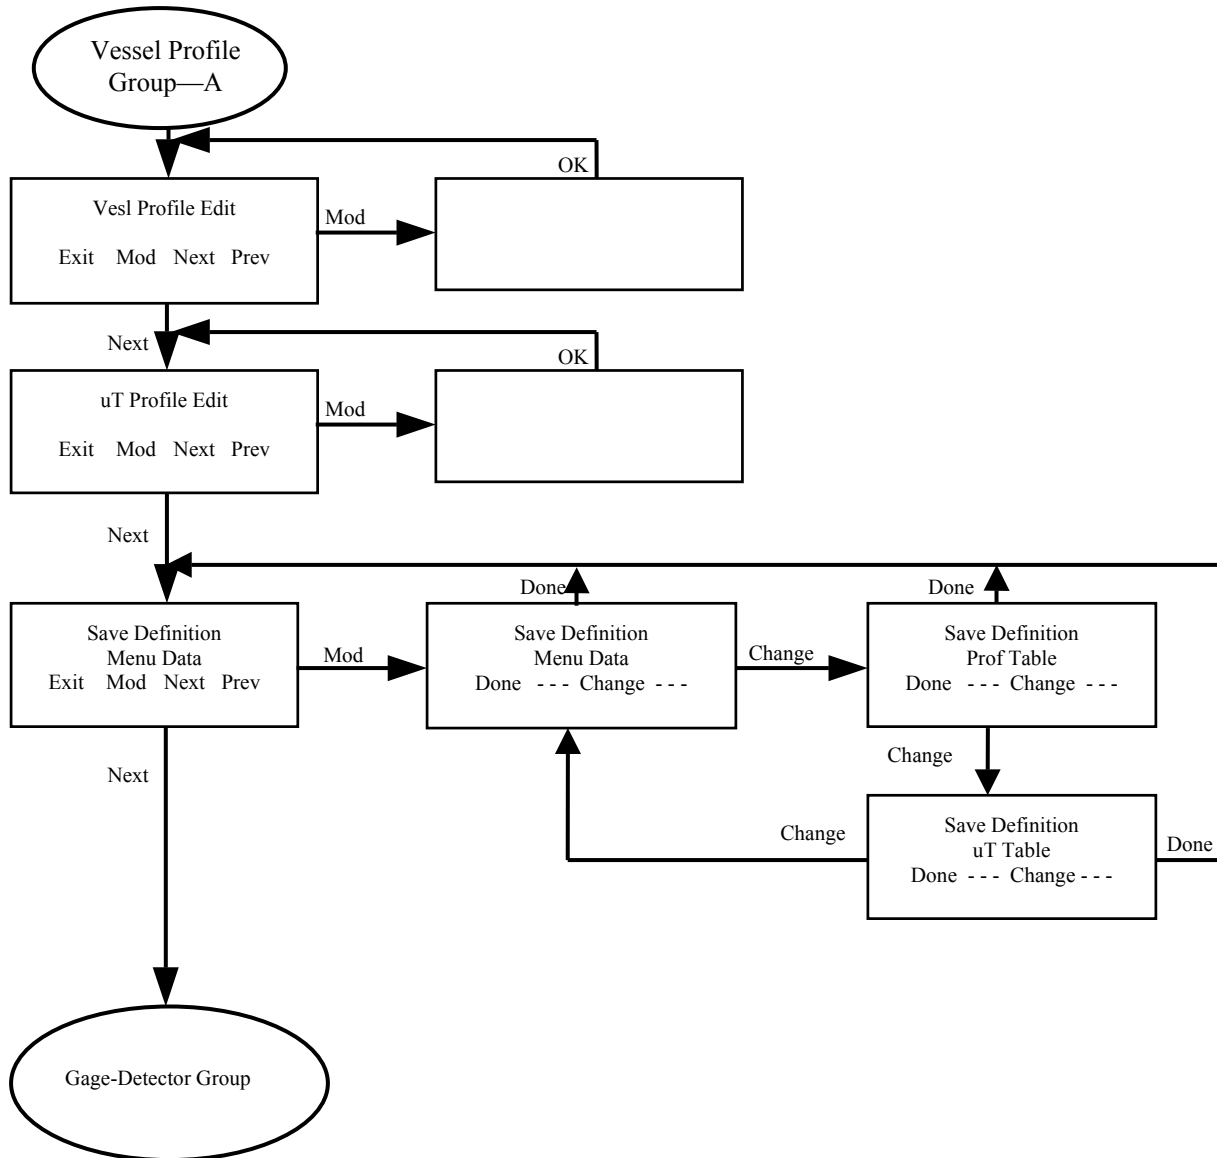 Vessel Profile
Group—A
OK
Vesl Profile Edit
Exit Mod Next Prev
Mod
Next
OK
uT Profile Edit
Exit Mod Next Prev
Mod
Next
Done
Done
Save Definition
Menu Data
Exit Mod Next Prev
Mod
Save Definition
Menu Data
Done - - - Change - - -
Change
Save Definition
Prof Table
Done - - - Change - - -
Next
Change
Change
Save Definition
uT Table
Done - - - Change - - -
Done
Gage-Detector Group